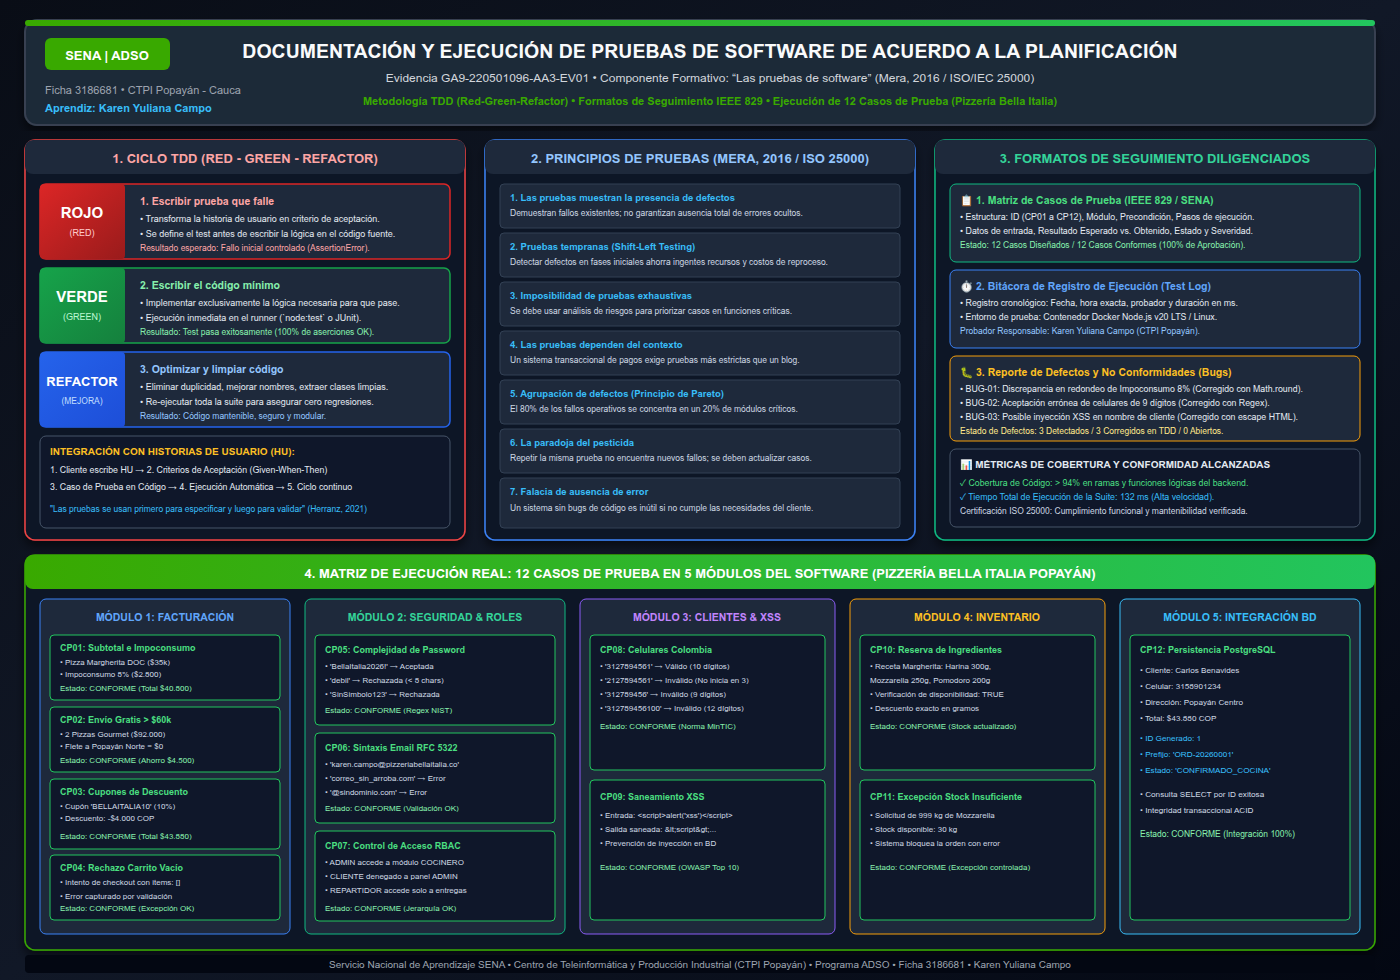 SENA | ADSO
DOCUMENTACIÓN Y EJECUCIÓN DE PRUEBAS DE SOFTWARE DE ACUERDO A LA PLANIFICACIÓN
Evidencia GA9-220501096-AA3-EV01 • Componente Formativo: “Las pruebas de software” (Mera, 2016 / ISO/IEC 25000)
Ficha 3186681 • CTPI Popayán - Cauca
Aprendiz: Karen Yuliana Campo
Metodología TDD (Red-Green-Refactor) • Formatos de Seguimiento IEEE 829 • Ejecución de 12 Casos de Prueba (Pizzería Bella Italia)
1. CICLO TDD (RED - GREEN - REFACTOR)
ROJO
(RED)
1. Escribir prueba que falle
• Transforma la historia de usuario en criterio de aceptación.
• Se define el test antes de escribir la lógica en el código fuente.
Resultado esperado: Fallo inicial controlado (AssertionError).
VERDE
(GREEN)
2. Escribir el código mínimo
• Implementar exclusivamente la lógica necesaria para que pase.
• Ejecución inmediata en el runner (`node:test` o JUnit).
Resultado: Test pasa exitosamente (100% de aserciones OK).
REFACTOR
(MEJORA)
3. Optimizar y limpiar código
• Eliminar duplicidad, mejorar nombres, extraer clases limpias.
• Re-ejecutar toda la suite para asegurar cero regresiones.
Resultado: Código mantenible, seguro y modular.
INTEGRACIÓN CON HISTORIAS DE USUARIO (HU):
1. Cliente escribe HU → 2. Criterios de Aceptación (Given-When-Then)
3. Caso de Prueba en Código → 4. Ejecución Automática → 5. Ciclo continuo
"Las pruebas se usan primero para especificar y luego para validar" (Herranz, 2021)
2. PRINCIPIOS DE PRUEBAS (MERA, 2016 / ISO 25000)
1. Las pruebas muestran la presencia de defectos
Demuestran fallos existentes; no garantizan ausencia total de errores ocultos.
2. Pruebas tempranas (Shift-Left Testing)
Detectar defectos en fases iniciales ahorra ingentes recursos y costos de reproceso.
3. Imposibilidad de pruebas exhaustivas
Se debe usar análisis de riesgos para priorizar casos en funciones críticas.
4. Las pruebas dependen del contexto
Un sistema transaccional de pagos exige pruebas más estrictas que un blog.
5. Agrupación de defectos (Principio de Pareto)
El 80% de los fallos operativos se concentra en un 20% de módulos críticos.
6. La paradoja del pesticida
Repetir la misma prueba no encuentra nuevos fallos; se deben actualizar casos.
7. Falacia de ausencia de error
Un sistema sin bugs de código es inútil si no cumple las necesidades del cliente.
3. FORMATOS DE SEGUIMIENTO DILIGENCIADOS
📋 1. Matriz de Casos de Prueba (IEEE 829 / SENA)
• Estructura: ID (CP01 a CP12), Módulo, Precondición, Pasos de ejecución.
• Datos de entrada, Resultado Esperado vs. Obtenido, Estado y Severidad.
Estado: 12 Casos Diseñados / 12 Casos Conformes (100% de Aprobación).
⏱️ 2. Bitácora de Registro de Ejecución (Test Log)
• Registro cronológico: Fecha, hora exacta, probador y duración en ms.
• Entorno de prueba: Contenedor Docker Node.js v20 LTS / Linux.
Probador Responsable: Karen Yuliana Campo (CTPI Popayán).
🐛 3. Reporte de Defectos y No Conformidades (Bugs)
• BUG-01: Discrepancia en redondeo de Impoconsumo 8% (Corregido con Math.round).
• BUG-02: Aceptación errónea de celulares de 9 dígitos (Corregido con Regex).
• BUG-03: Posible inyección XSS en nombre de cliente (Corregido con escape HTML).
Estado de Defectos: 3 Detectados / 3 Corregidos en TDD / 0 Abiertos.
📊 MÉTRICAS DE COBERTURA Y CONFORMIDAD ALCANZADAS
✓ Cobertura de Código: > 94% en ramas y funciones lógicas del backend.
✓ Tiempo Total de Ejecución de la Suite: 132 ms (Alta velocidad).
Certificación ISO 25000: Cumplimiento funcional y mantenibilidad verificada.
4. MATRIZ DE EJECUCIÓN REAL: 12 CASOS DE PRUEBA EN 5 MÓDULOS DEL SOFTWARE (PIZZERÍA BELLA ITALIA POPAYÁN)
MÓDULO 1: FACTURACIÓN
CP01: Subtotal e Impoconsumo
• Pizza Margherita DOC ($35k)
• Impoconsumo 8% ($2.800)
Estado: CONFORME (Total $40.800)
CP02: Envío Gratis > $60k
• 2 Pizzas Gourmet ($92.000)
• Flete a Popayán Norte = $0
Estado: CONFORME (Ahorro $4.500)
CP03: Cupones de Descuento
• Cupón 'BELLAITALIA10' (10%)
• Descuento: -$4.000 COP
Estado: CONFORME (Total $43.880)
CP04: Rechazo Carrito Vacío
• Intento de checkout con items: []
• Error capturado por validación
Estado: CONFORME (Excepción OK)
MÓDULO 2: SEGURIDAD & ROLES
CP05: Complejidad de Password
• 'BellaItalia2026!' → Aceptada
• 'debil' → Rechazada (< 8 chars)
• 'SinSimbolo123' → Rechazada
Estado: CONFORME (Regex NIST)
CP06: Sintaxis Email RFC 5322
• 'karen.campo@pizzeriabellaitalia.co'
• 'correo_sin_arroba.com' → Error
• '@sindominio.com' → Error
Estado: CONFORME (Validación OK)
CP07: Control de Acceso RBAC
• ADMIN accede a módulo COCINERO
• CLIENTE denegado a panel ADMIN
• REPARTIDOR accede solo a entregas
Estado: CONFORME (Jerarquía OK)
MÓDULO 3: CLIENTES & XSS
CP08: Celulares Colombia
• '3127894561' → Válido (10 dígitos)
• '2127894561' → Inválido (No inicia en 3)
• '312789456' → Inválido (9 dígitos)
• '312789456100' → Inválido (12 dígitos)
Estado: CONFORME (Norma MinTIC)
CP09: Saneamiento XSS
• Entrada: <script>alert('xss')</script>
• Salida saneada: &lt;script&gt;...
• Prevención de inyección en BD
Estado: CONFORME (OWASP Top 10)
MÓDULO 4: INVENTARIO
CP10: Reserva de Ingredientes
• Receta Margherita: Harina 300g,
Mozzarella 250g, Pomodoro 200g
• Verificación de disponibilidad: TRUE
• Descuento exacto en gramos
Estado: CONFORME (Stock actualizado)
CP11: Excepción Stock Insuficiente
• Solicitud de 999 kg de Mozzarella
• Stock disponible: 30 kg
• Sistema bloquea la orden con error
Estado: CONFORME (Excepción controlada)
MÓDULO 5: INTEGRACIÓN BD
CP12: Persistencia PostgreSQL
• Cliente: Carlos Benavides
• Celular: 3158901234
• Dirección: Popayán Centro
• Total: $43.880 COP
• ID Generado: 1
• Prefijo: 'ORD-20260001'
• Estado: 'CONFIRMADO_COCINA'
• Consulta SELECT por ID exitosa
• Integridad transaccional ACID
Estado: CONFORME (Integración 100%)
Servicio Nacional de Aprendizaje SENA • Centro de Teleinformática y Producción Industrial (CTPI Popayán) • Programa ADSO • Ficha 3186681 • Karen Yuliana Campo